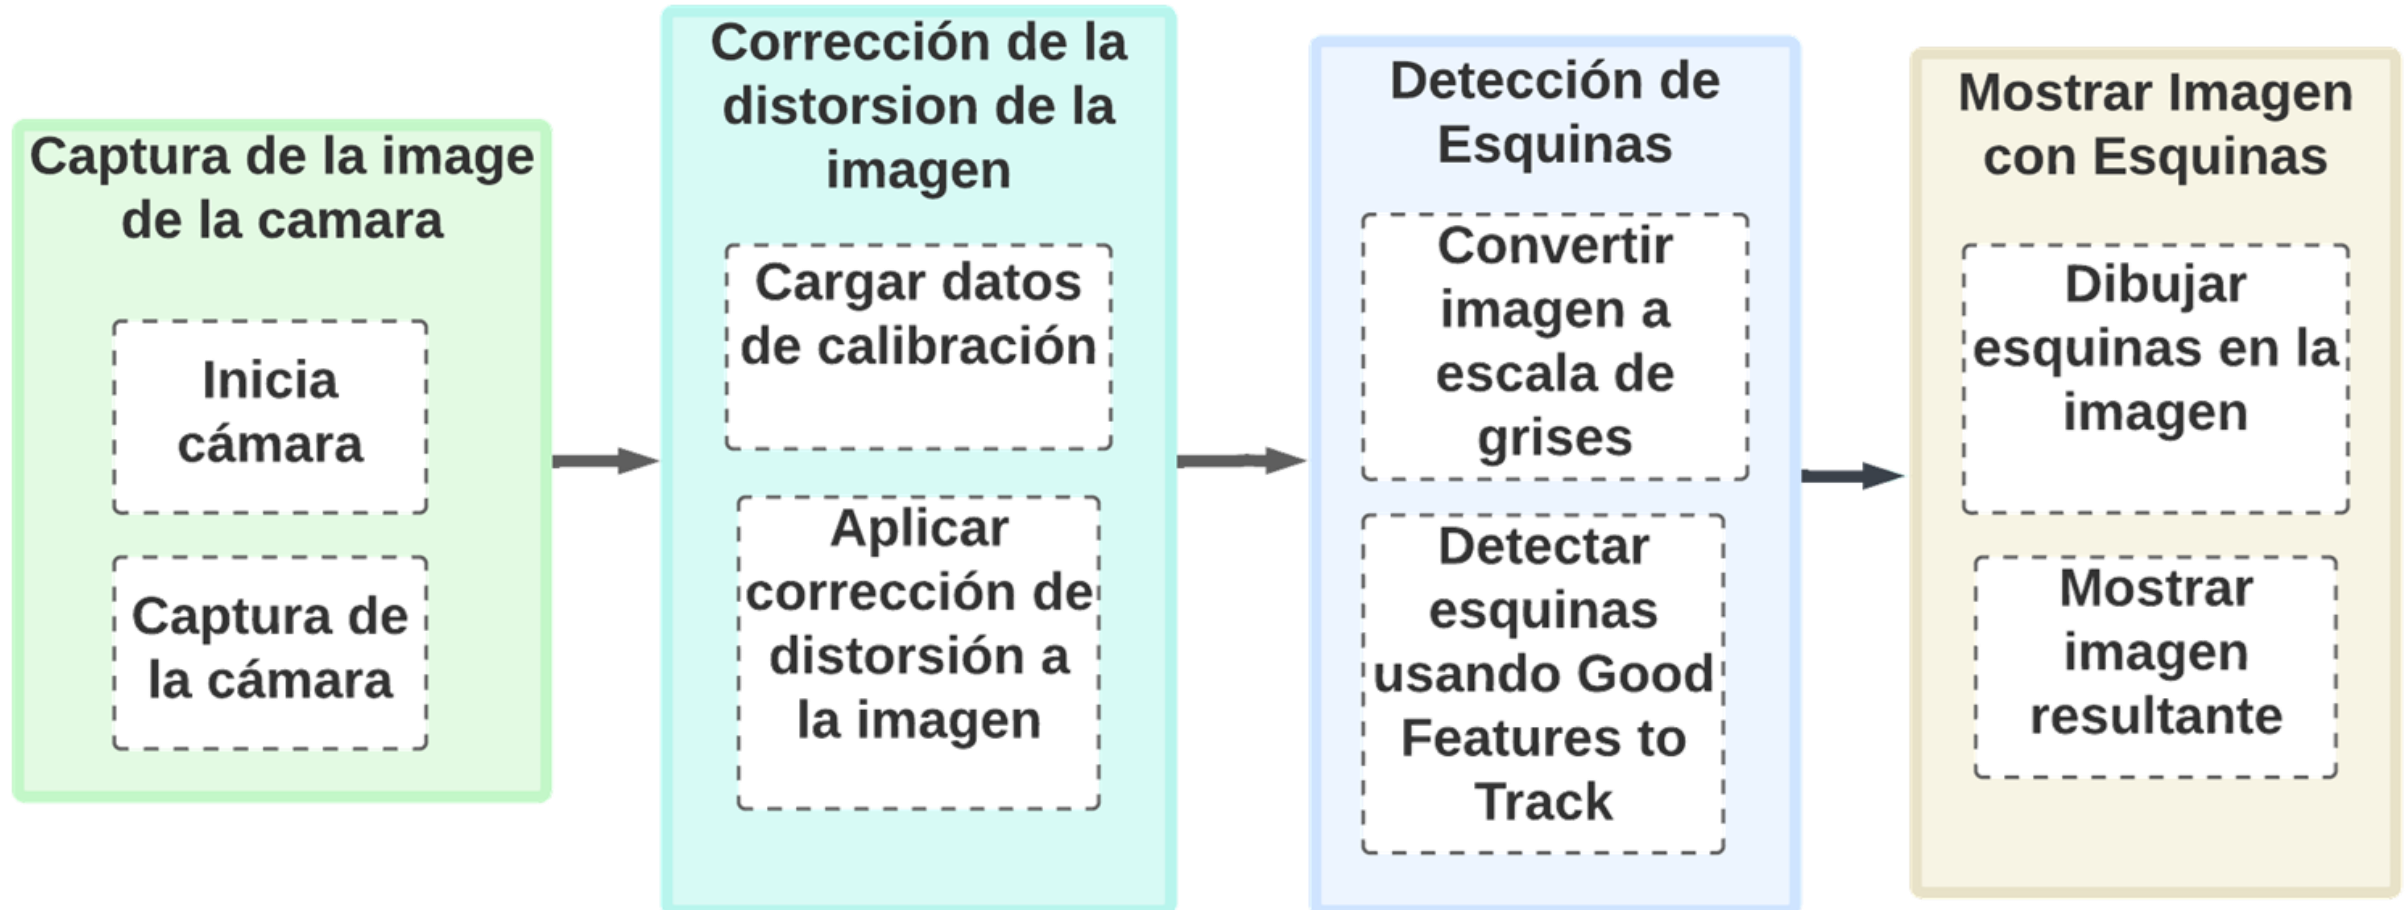 Captura de la image
de la camara
Inicia
cámara
Captura de
la cámara
Corrección de la
distorsion de la
imagen
Cargar datos
de calibración
Aplicar
corrección de
distorsión a
la imagen
Detección de
Esquinas
Convertir
imagen a
escala de
grises
Detectar
esquinas
usando Good
Features to
Track
Mostrar Imagen
con Esquinas
Dibujar
esquinas en la
imagen
Mostrar
imagen
resultante